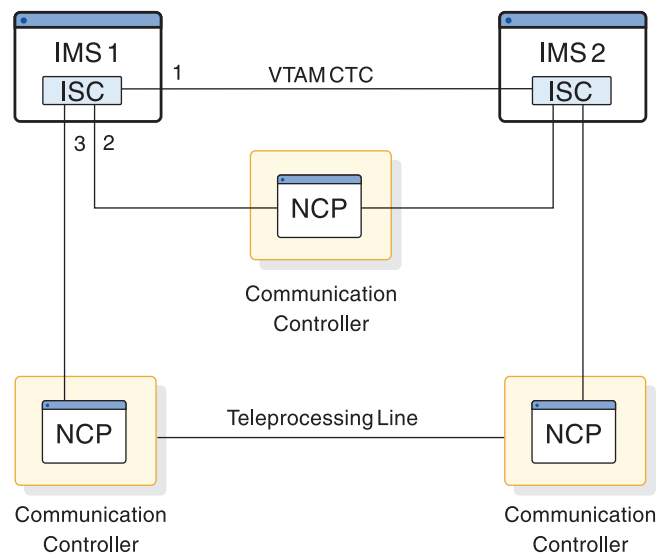 IMS 1
IMS 2
1
VTAM CTC
ISC
ISC
3
2
NCP
Communication
Controller
Teleprocessing Line
NCP
NCP
Communication
Controller
Communication
Controller